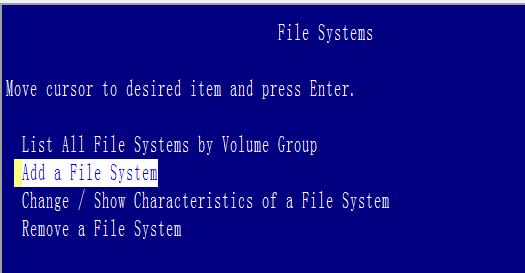 File Systems
Move cursor to desired item and press Enter.
List All File Systems by Volume Group
Add a File System
Change / Show Characteristics of a File System
Remove a File System